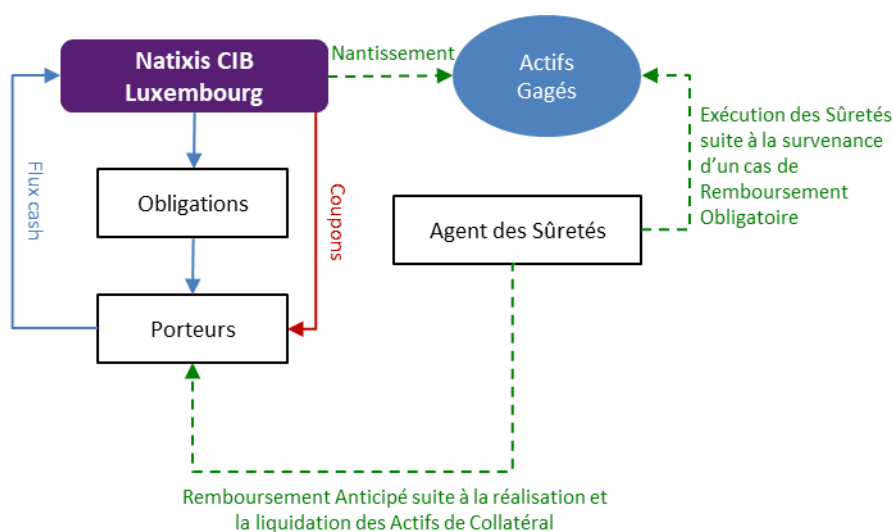 Natixis CIB
Luxembourg
Nantissement
Actifs
Gagés
Exécution des Sûretés
suite à la survenance
d'un cas de
Remboursement
Obligatoire
Flux cash
Obligations
Coupons
Agent des Sûretés
Porteurs
Remboursement Anticipé suite à la réalisation et
la liquidation des Actifs de Collatéral